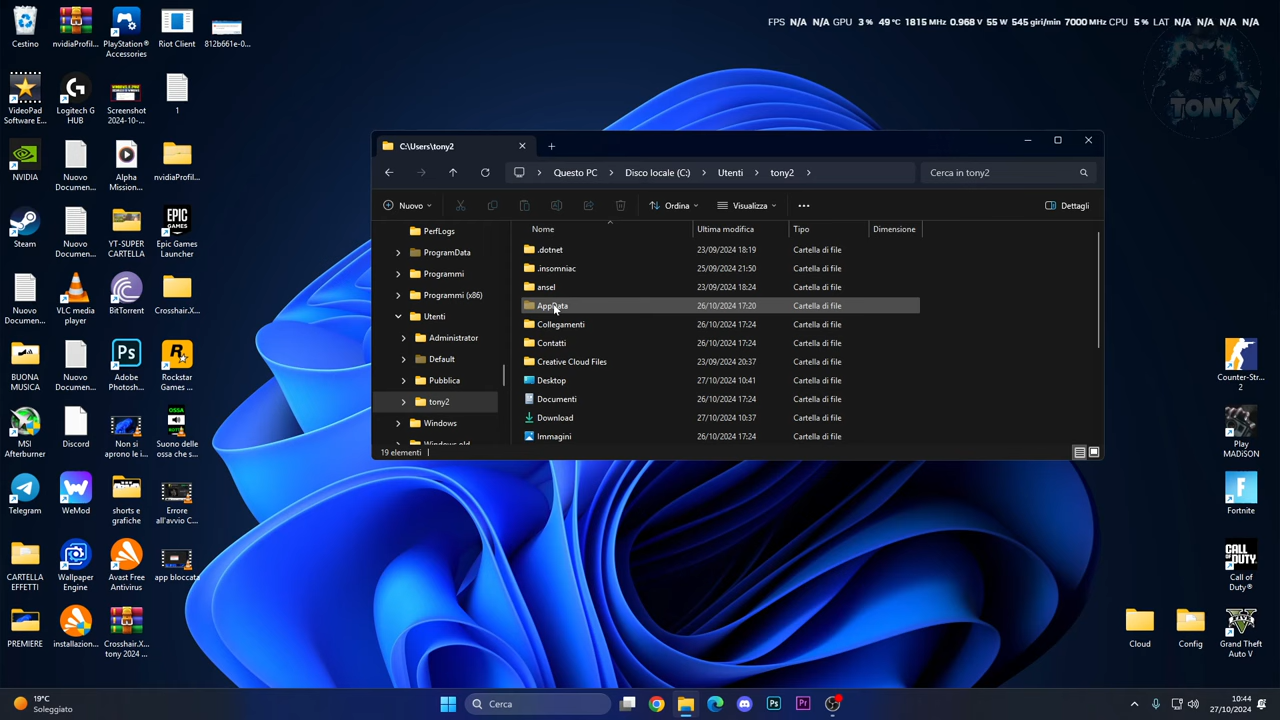 FPS N/A N/A GPU 3 % 49 °C 1815 MHz 0.968 V 55 W 545 giri/min 7000 MHz CPU 5 % LAT N/A N/A N/A N/A
TONY
Cestino
nvidiaProfil...
PlayStation®
Accessories
Riot Client
812b661e-0...
VideoPad
Software E...
Logitech G
HUB
Screenshot
2024-10-...
1
NVIDIA
Nuovo
Documen...
Alpha
Mission...
nvidiaProfil...
Steam
Nuovo
Documen...
YT-SUPER
CARTELLA
Epic Games
Launcher
Nuovo
Documen...
VLC media
player
BitTorrent
Crosshair.X...
BUONA
MUSICA
Nuovo
Documen...
Adobe
Photosh...
Rockstar
Games ...
MSI
Afterburner
Discord
Non si
aprono le i...
OSSA
Suono delle
ossa che s...
Telegram
WeMod
shorts e
grafiche
Errore
all'avvio C...
CARTELLA
EFFETTI
Wallpaper
Engine
Avast Free
Antivirus
app bloccata
PREMIERE
installazion...
Crosshair.X...
tony 2024 ...
C:\Users\tony2
Questo PC
Disco locale (C:)
Utenti
tony2
Cerca in tony2
Nuovo
Ordina
Visualizza
Dettagli
PerfLogs
ProgramData
Programmi
Programmi (x86)
Utenti
Administrator
Default
Pubblica
tony2
Windows
Windows.old
Nome Ultima modifica Tipo Dimensione
.dotnet 23/09/2024 18:19 Cartella di file
.insomniac 25/09/2024 21:50 Cartella di file
ansel 23/09/2024 18:24 Cartella di file
AppData 26/10/2024 17:20 Cartella di file
Collegamenti 26/10/2024 17:24 Cartella di file
Contatti 26/10/2024 17:24 Cartella di file
Creative Cloud Files 23/09/2024 20:37 Cartella di file
Desktop 27/10/2024 10:41 Cartella di file
Documenti 26/10/2024 17:24 Cartella di file
Download 27/10/2024 10:37 Cartella di file
Immagini 26/10/2024 17:24 Cartella di file
19 elementi
Counter-Str...
2
Play
MADiSON
Fortnite
CALL OF DUTY
Call of
Duty®
Cloud
Config
Grand Theft
Auto V
19°C
Soleggiato
Cerca
10:44
27/10/2024